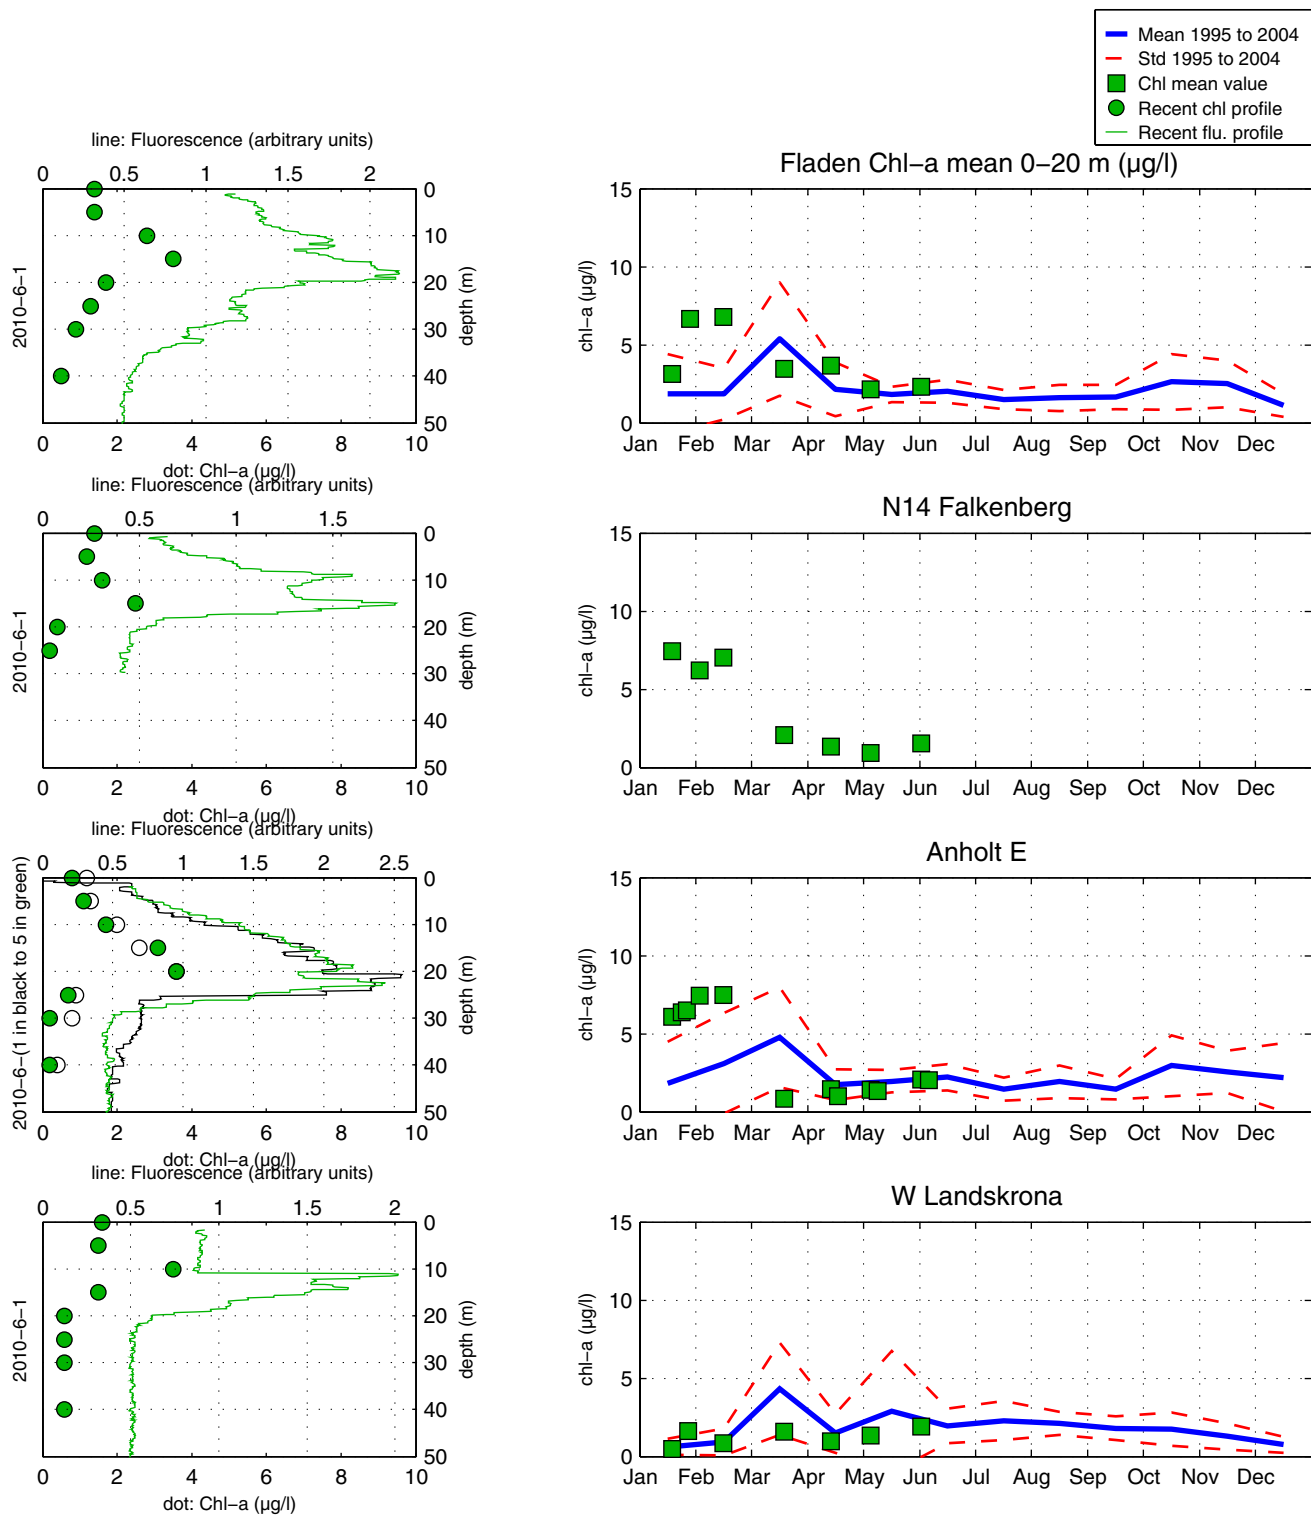 Mean 1995 to 2004
Std 1995 to 2004
Chl mean value
Recent chl profile
Recent flu. profile
line: Fluorescence (arbitrary units)
0 0.5 1 1.5 2
2010−6−1
0 10 20 30 40 50
depth (m)
0 2 4 6 8 10
dot: Chl−a (µg/l)
Fladen Chl−a mean 0−20 m (µg/l)
chl−a (µg/l)
15
10
5
0
Jan Feb Mar Apr May Jun Jul Aug Sep Oct Nov Dec
line: Fluorescence (arbitrary units)
0 0.5 1 1.5
2010−6−1
0 10 20 30 40 50
depth (m)
0 2 4 6 8 10
dot: Chl−a (µg/l)
N14 Falkenberg
chl−a (µg/l)
15
10
5
0
Jan Feb Mar Apr May Jun Jul Aug Sep Oct Nov Dec
line: Fluorescence (arbitrary units)
0 0.5 1 1.5 2 2.5
2010−6−(1 in black to 5 in green)
0 10 20 30 40 50
depth (m)
0 2 4 6 8 10
dot: Chl−a (µg/l)
Anholt E
chl−a (µg/l)
15
10
5
0
Jan Feb Mar Apr May Jun Jul Aug Sep Oct Nov Dec
line: Fluorescence (arbitrary units)
0 0.5 1 1.5 2
2010−6−1
0 10 20 30 40 50
depth (m)
0 2 4 6 8 10
dot: Chl−a (µg/l)
W Landskrona
chl−a (µg/l)
15
10
5
0
Jan Feb Mar Apr May Jun Jul Aug Sep Oct Nov Dec